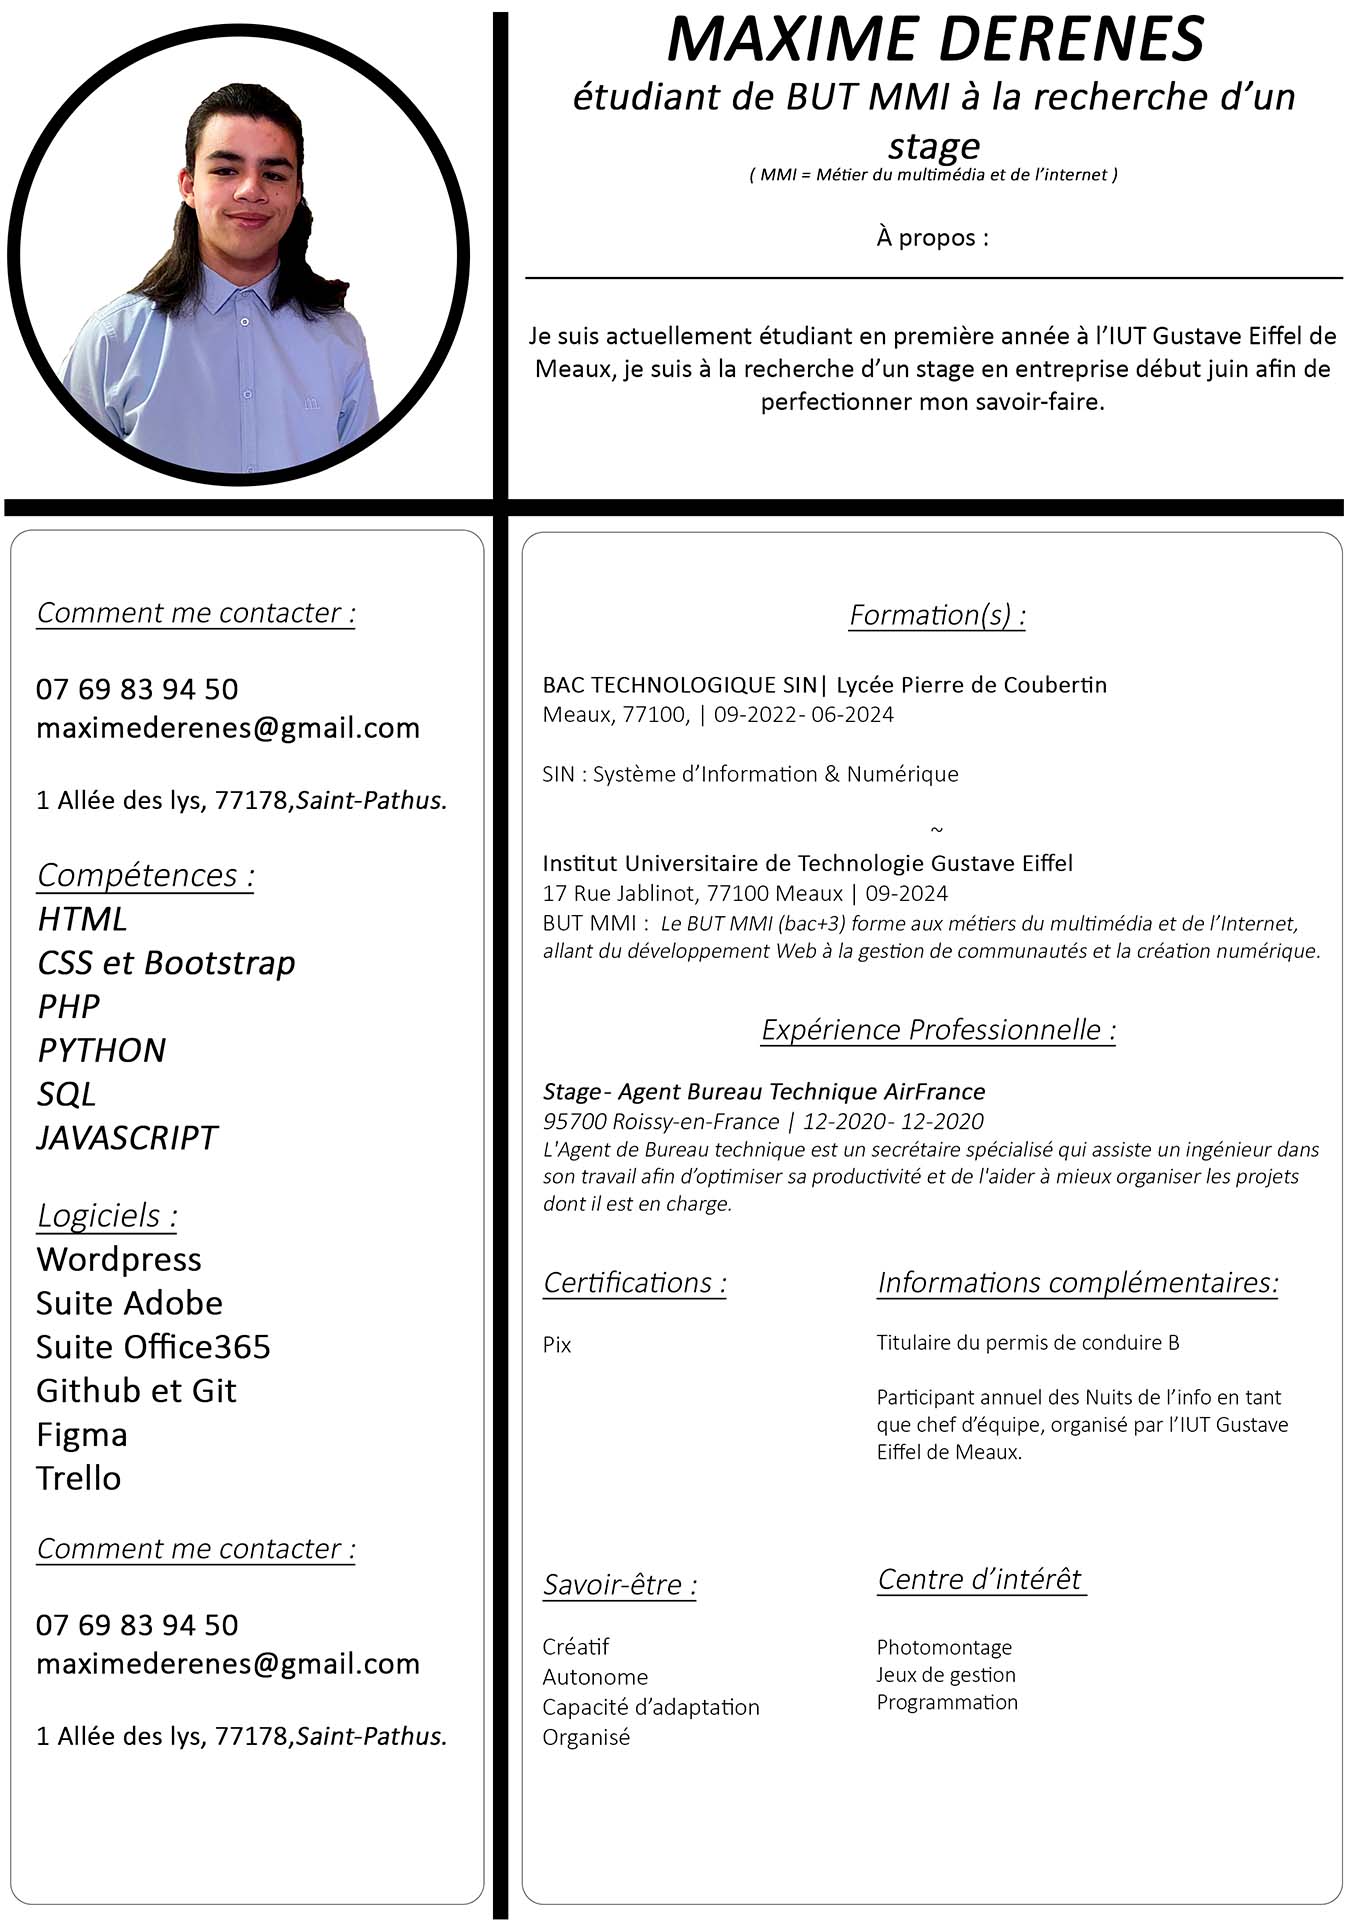 MAXIME DERENES
étudiant de BUT MMI à la recherche d’un
stage
( MMI = Métier du multimédia et de l’internet )
À propos :
Je suis actuellement étudiant en première année à l’IUT Gustave Eiffel de
Meaux, je suis à la recherche d’un stage en entreprise début juin afin de
perfectionner mon savoir-faire.
Comment me contacter :
07 69 83 94 50
maximederenes@gmail.com
1 Allée des lys, 77178,Saint-Pathus.
Compétences :
HTML
CSS et Bootstrap
PHP
PYTHON
SQL
JAVASCRIPT
Logiciels :
Wordpress
Suite Adobe
Suite Office365
Github et Git
Figma
Trello
Comment me contacter :
07 69 83 94 50
maximederenes@gmail.com
1 Allée des lys, 77178,Saint-Pathus.
Formation(s) :
BAC TECHNOLOGIQUE SIN| Lycée Pierre de Coubertin
Meaux, 77100, | 09-2022- 06-2024
SIN : Système d’Information & Numérique
~
Institut Universitaire de Technologie Gustave Eiffel
17 Rue Jablinot, 77100 Meaux | 09-2024
BUT MMI : Le BUT MMI (bac+3) forme aux métiers du multimédia et de l’Internet,
allant du développement Web à la gestion de communautés et la création numérique.
Expérience Professionnelle :
Stage- Agent Bureau Technique AirFrance
95700 Roissy-en-France | 12-2020- 12-2020
L'Agent de Bureau technique est un secrétaire spécialisé qui assiste un ingénieur dans
son travail afin d’optimiser sa productivité et de l'aider à mieux organiser les projets
dont il est en charge.
Certifications :
Pix
Informations complémentaires:
Titulaire du permis de conduire B
Participant annuel des Nuits de l’info en tant
que chef d’équipe, organisé par l’IUT Gustave
Eiffel de Meaux.
Savoir-être :
Créatif
Autonome
Capacité d’adaptation
Organisé
Centre d’intérêt
Photomontage
Jeux de gestion
Programmation